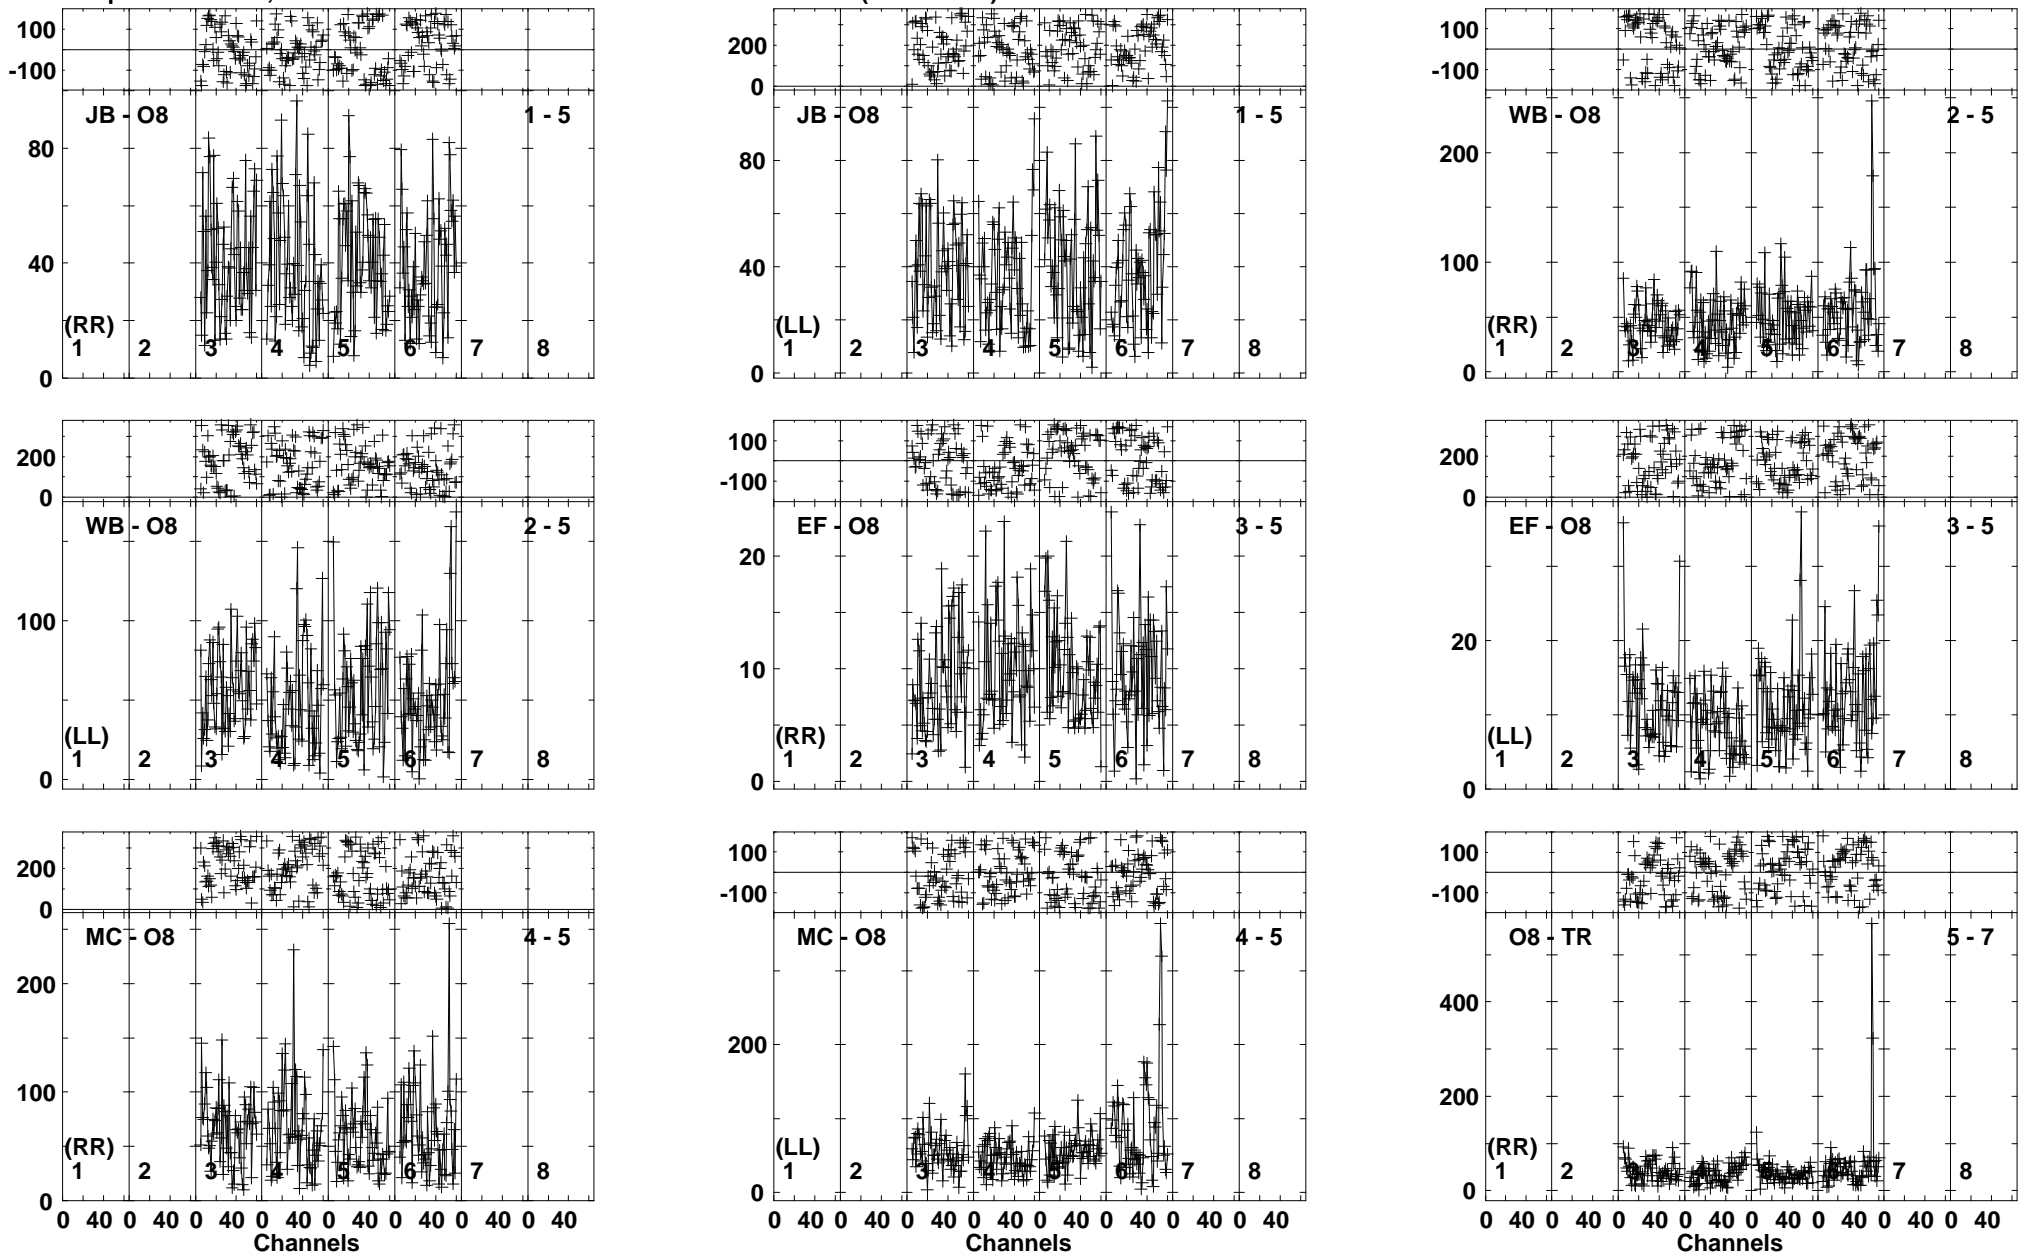 100 -100 JB - O8 1 - 5 80 40 0 (RR) 1 2 3 4 5 6 7 8
200 0 JB - O8 1 - 5 80 40 0 (LL) 1 2 3 4 5 6 7 8
100 -100 WB - O8 2 - 5 200 100 0 (RR) 1 2 3 4 5 6 7 8
200 0 WB - O8 2 - 5 100 0 (LL) 1 2 3 4 5 6 7 8
100 -100 EF - O8 3 - 5 20 10 0 (RR) 1 2 3 4 5 6 7 8
200 0 EF - O8 3 - 5 20 0 (LL) 1 2 3 4 5 6 7 8
200 0 MC - O8 4 - 5 200 100 0 (RR) 1 2 3 4 5 6 7 8
100 -100 MC - O8 4 - 5 200 0 (LL) 1 2 3 4 5 6 7 8
100 -100 O8 - TR 5 - 7 400 200 0 (RR) 1 2 3 4 5 6 7 8
0 40 0 40 0 40 0 40 0 40 0 40 0 40 0 40
Channels
0 40 0 40 0 40 0 40 0 40 0 40 0 40 0 40
Channels
0 40 0 40 0 40 0 40 0 40 0 40 0 40 0 40